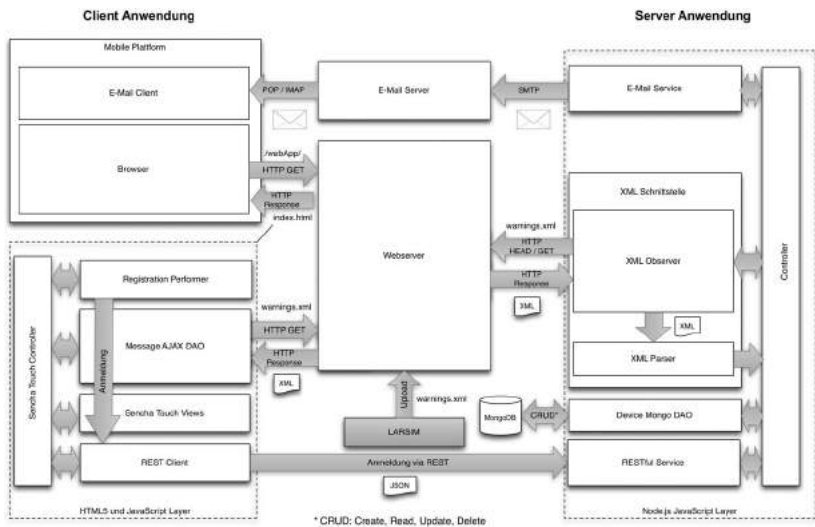 Client Anwendung
Server Anwendung
Mobile Plattform
E-Mail Client
POP / IMAP
E-Mail Server
SMTP
E-Mail Service
Browser
/webApp/
HTTP GET
HTTP
Response
index.html
Webserver
XML Schnittstelle
warnings.xml
HTTP
HEAD / GET
HTTP
Response
XML
XML Observer
XML
XML Parser
Controller
Sencha Touch Controller
Registration Performer
Anmeldung
Message AJAX DAO
warnings.xml
HTTP GET
HTTP
Response
XML
Sencha Touch Views
REST Client
Upload
warnings.xml
LARSIM
MongoDB
CRUD*
Device Mongo DAO
Anmeldung via REST
JSON
RESTful Service
HTML5 und JavaScript Layer
* CRUD: Create, Read, Update, Delete
Node.js JavaScript Layer